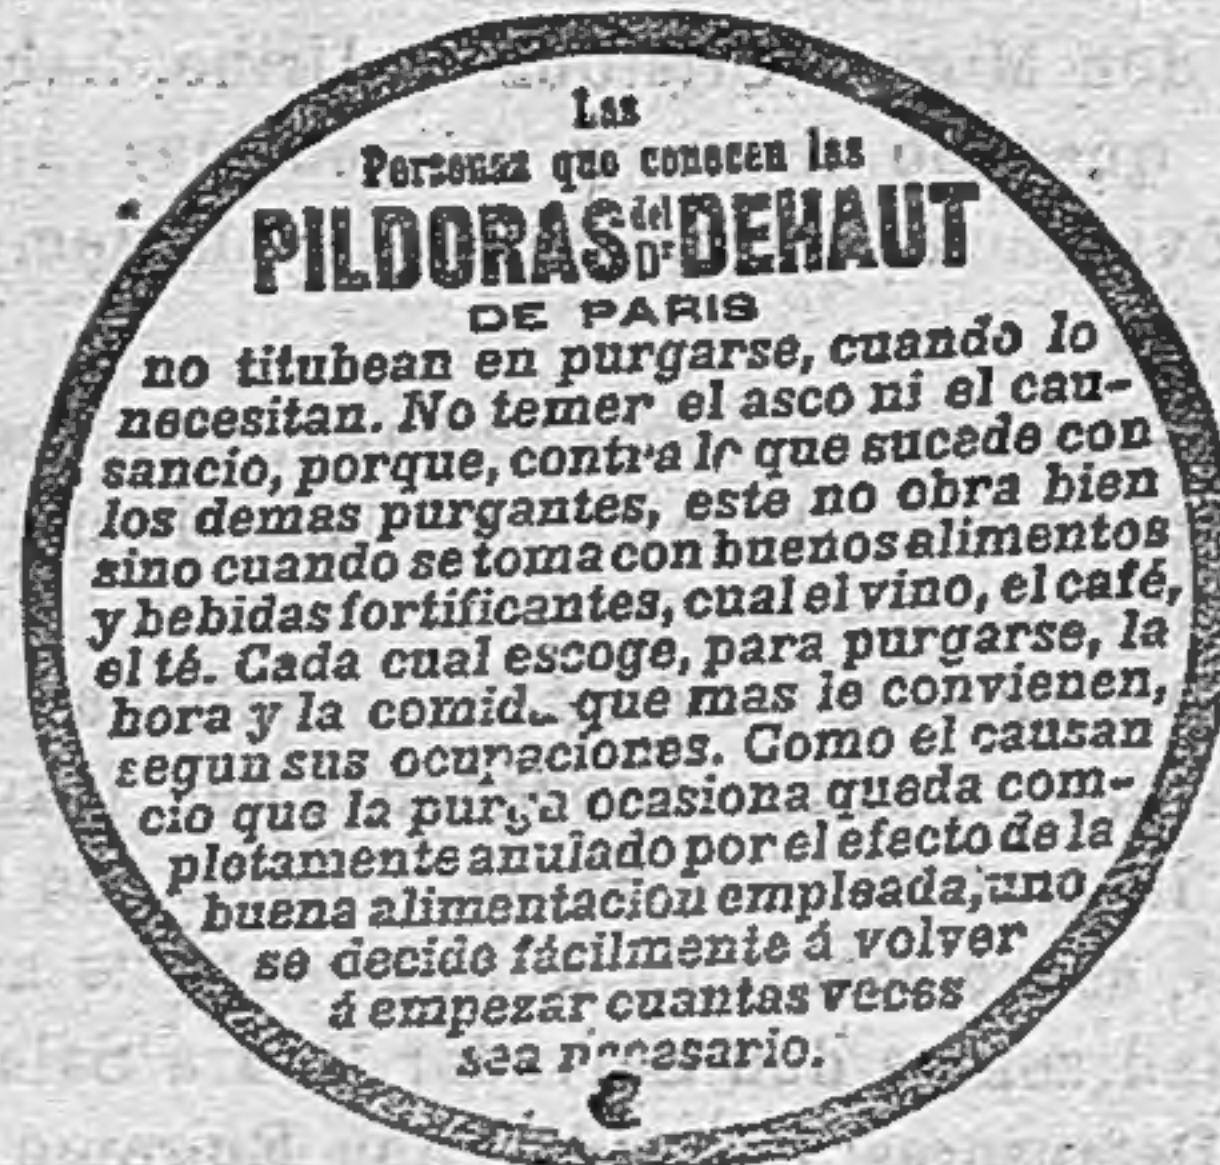 Las
Personas que conocen las
PILDORAS del Dr DEHAUT
DE PARIS
no titubean en purgarse, cuando lo
necesitan. No temer el asco ni el cau-
sancio, porque, contra lo que sucede con
los demas purgantes, este no obra bien
sino cuando se toma con buenos alimentos
y bebidas fortificantes, cual el vino, el café,
el té. Cada cual escoge, para purgarse, la
hora y la comida que mas le convienen,
segun sus ocupaciones. Como el causan
cio que la purga ocasiona queda com-
pletamente anulado por el efecto de la
buena alimentacion empleada, uno
se decide fácilmente á volver
á empezar cuantas veces
sea necesario.